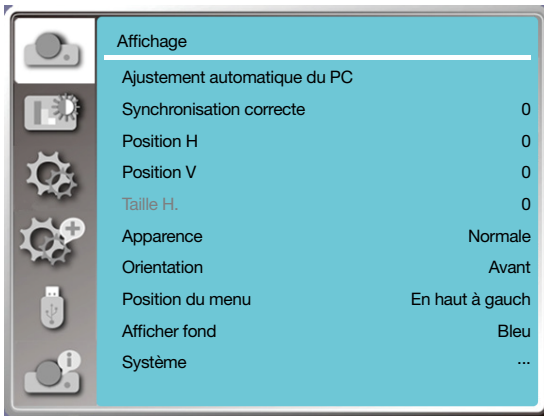 Affichage
Ajustement automatique du PC
Synchronisation correcte 0
Position H 0
Position V 0
Taille H. 0
Apparence Normale
Orientation Avant
Position du menu En haut à gauch
Afficher fond Bleu
Système ...